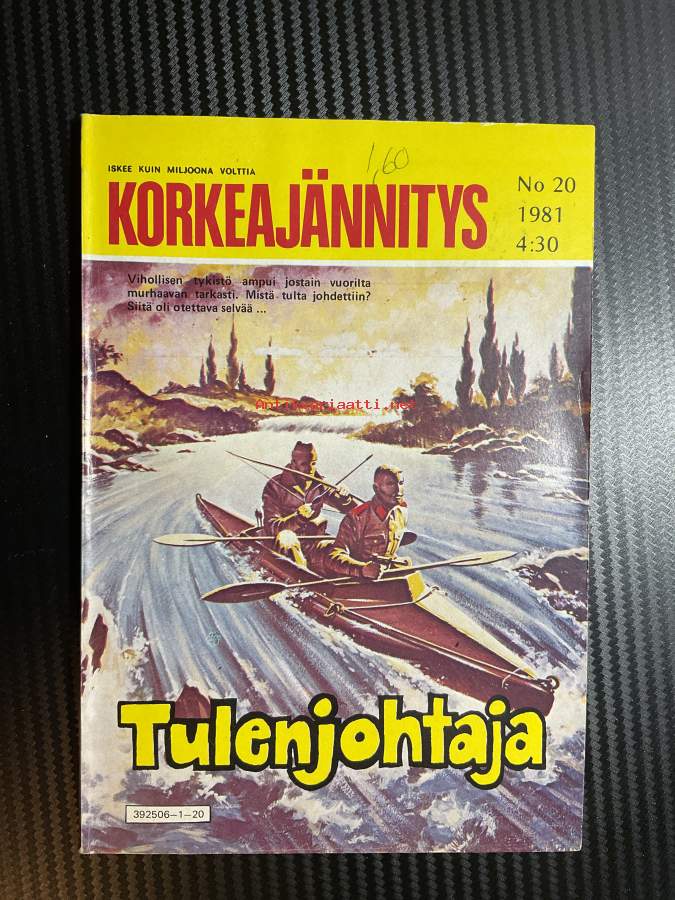 ISKEE KUIN MILJOONA VOLTTIA
1,60
KORKEAJÄNNITYS
No 20
1981
4:30
Vihollisen tykistö ampui jostain vuorilta
murhaavan tarkasti. Mistä tulta johdettiin?
Siitä oli otettava selvää ...
Antikvariaatti.net
Tulenjohtaja
392506—1—20